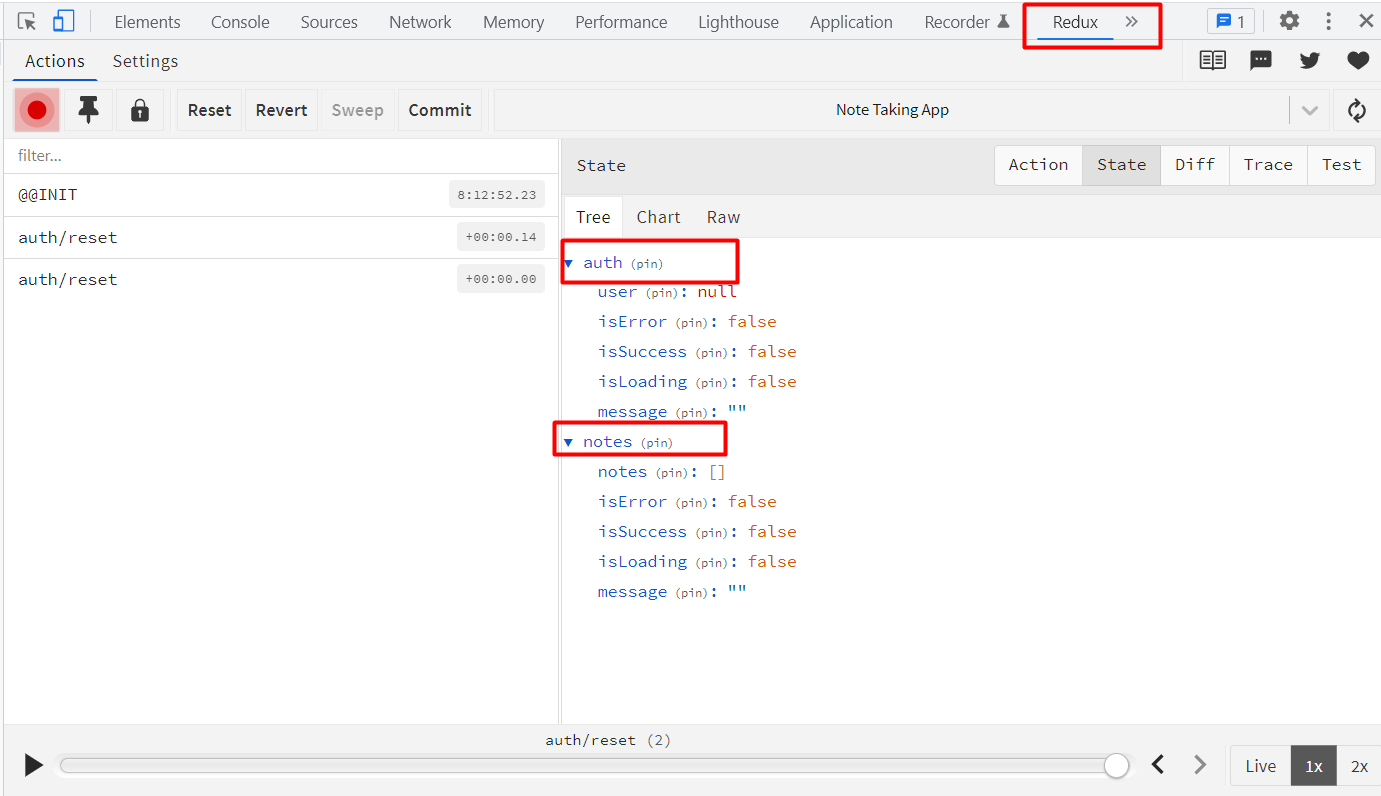 Elements Console Sources Network Memory Performance Lighthouse Application Recorder Redux » 1
Actions Settings
Reset Revert Sweep Commit Note Taking App
filter...
@@INIT 8:12:52.23
auth/reset +00:00.14
auth/reset +00:00.00
State Action State Diff Trace Test
Tree Chart Raw
auth (pin)
user (pin): null
isError (pin): false
isSuccess (pin): false
isLoading (pin): false
message (pin): ""
notes (pin)
notes (pin): []
isError (pin): false
isSuccess (pin): false
isLoading (pin): false
message (pin): ""
auth/reset (2)
Live 1x 2x